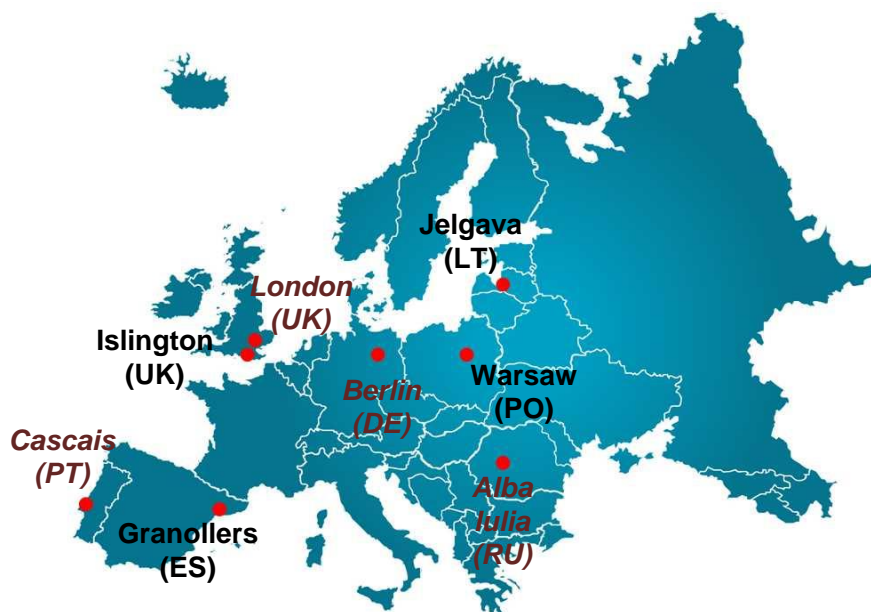 Jelgava
(LT)
London
(UK)
Islington
(UK)
Berlin
(DE)
Warsaw
(PO)
Cascais
(PT)
Granollers
(ES)
Alba
Iulia
(RU)